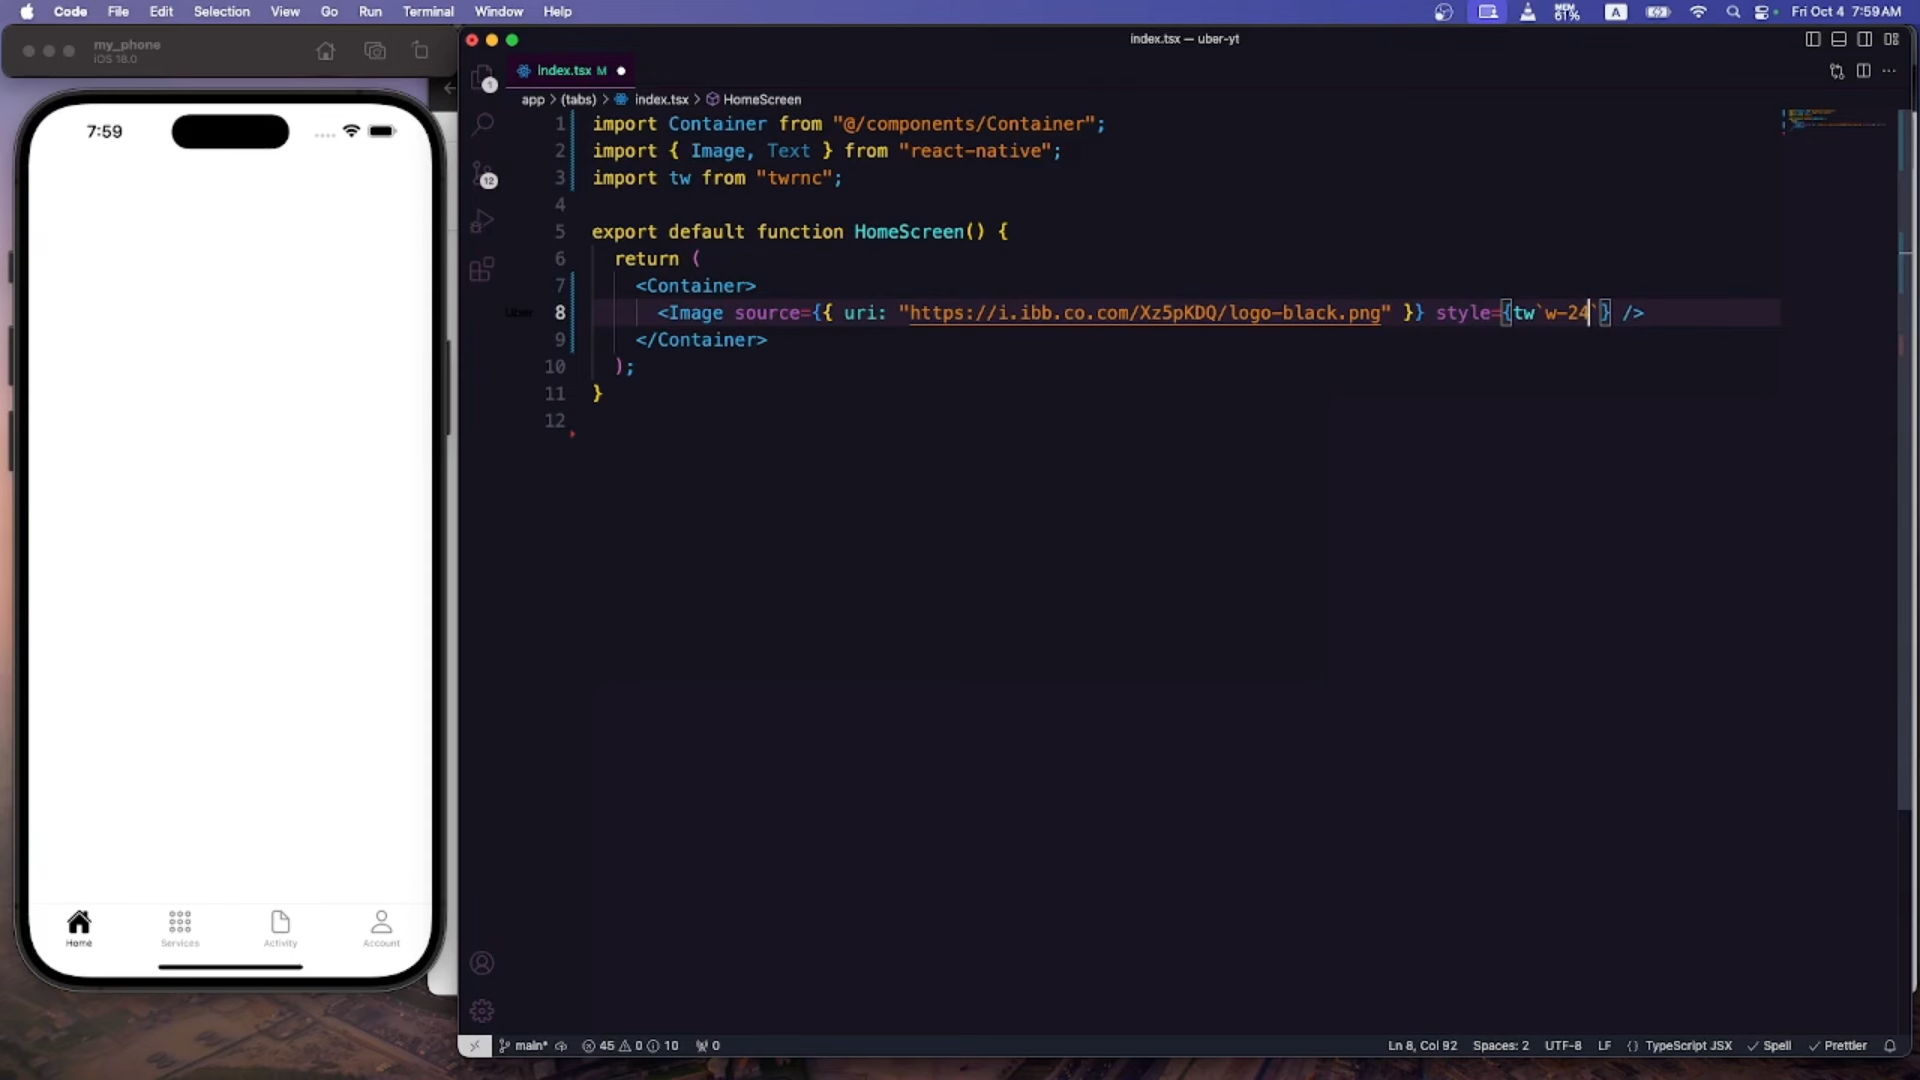 Code File Edit Selection View Go Run Terminal Window Help
MEM 61% A Fri Oct 4 7:59 AM
my_phone
iOS 18.0
7:59
Home Services Activity Account
index.tsx — uber-yt
index.tsx M
app > (tabs) > index.tsx > HomeScreen
1
12
Uber
1 import Container from "@/components/Container";
2 import { Image, Text } from "react-native";
3 import tw from "twrnc";
4
5 export default function HomeScreen() {
6 return (
7 <Container>
8 <Image source={{ uri: "https://i.ibb.co.com/Xz5pKDQ/logo-black.png" }} style={tw`w-24`} />
9 </Container>
10 );
11 }
12
main* 45 0 10 0
Ln 8, Col 92 Spaces: 2 UTF-8 LF {} TypeScript JSX Spell Prettier